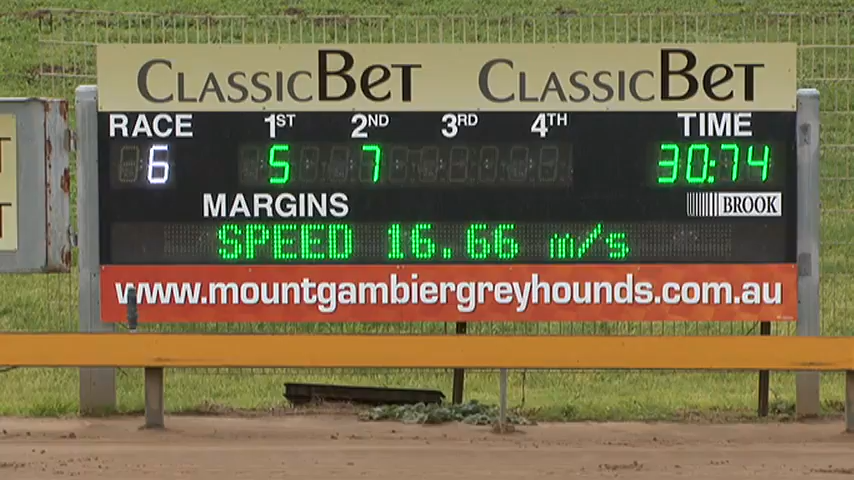 CLASSICBET CLASSICBET
RACE 1ST 2ND 3RD 4TH TIME
6 5 7 30:74
MARGINS
BROOK
SPEED 16.66 m/s
www.mountgambiergreyhounds.com.au